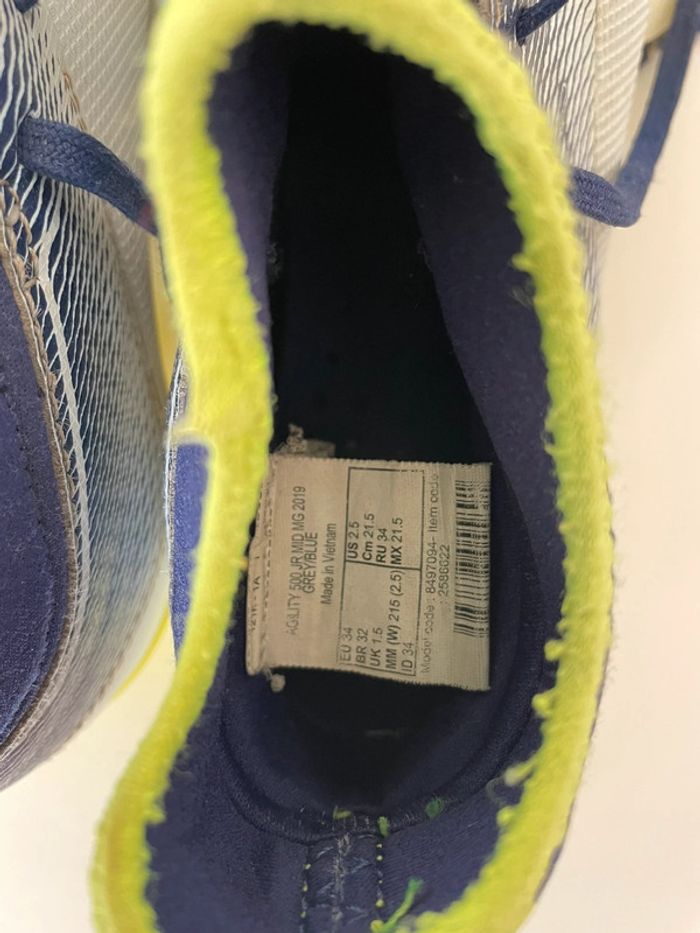 AGILITY 500 JR MID MG 2019
GREY/BLUE
Made in Vietnam
EU 34
US 2.5
BR 32
Cm 21.5
UK 1.5
RU 34
MM (W) 215 (2.5)
MX 21.5
ID 34
Model code : 8497094- Item code
: 2586622